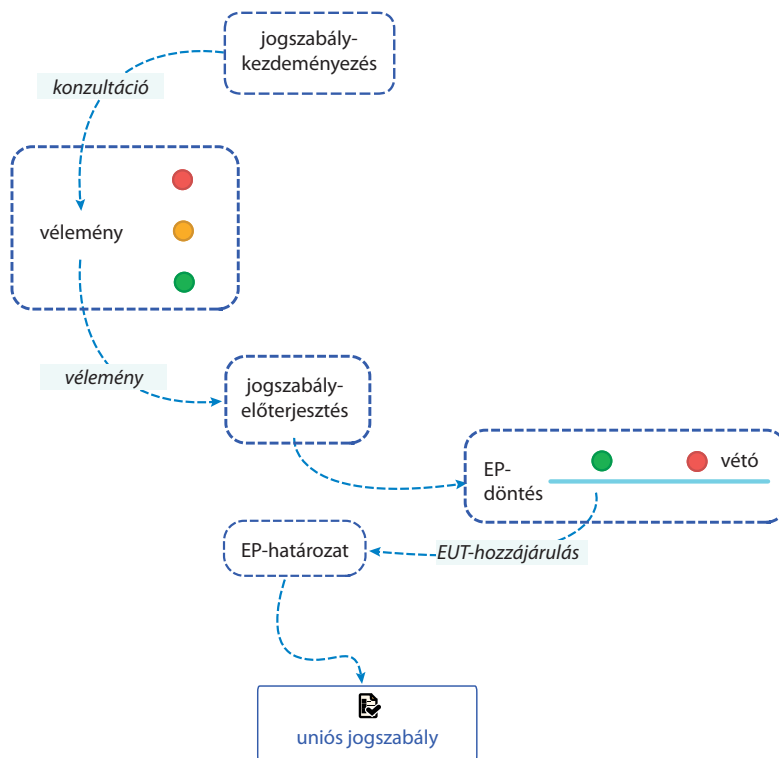 jogszabály-
kezdeményezés
konzultáció
vélemény
vélemény
jogszabály-
előterjesztés
EP-
döntés
vétó
EUT-hozzájárulás
EP-határozat
uniós jogszabály